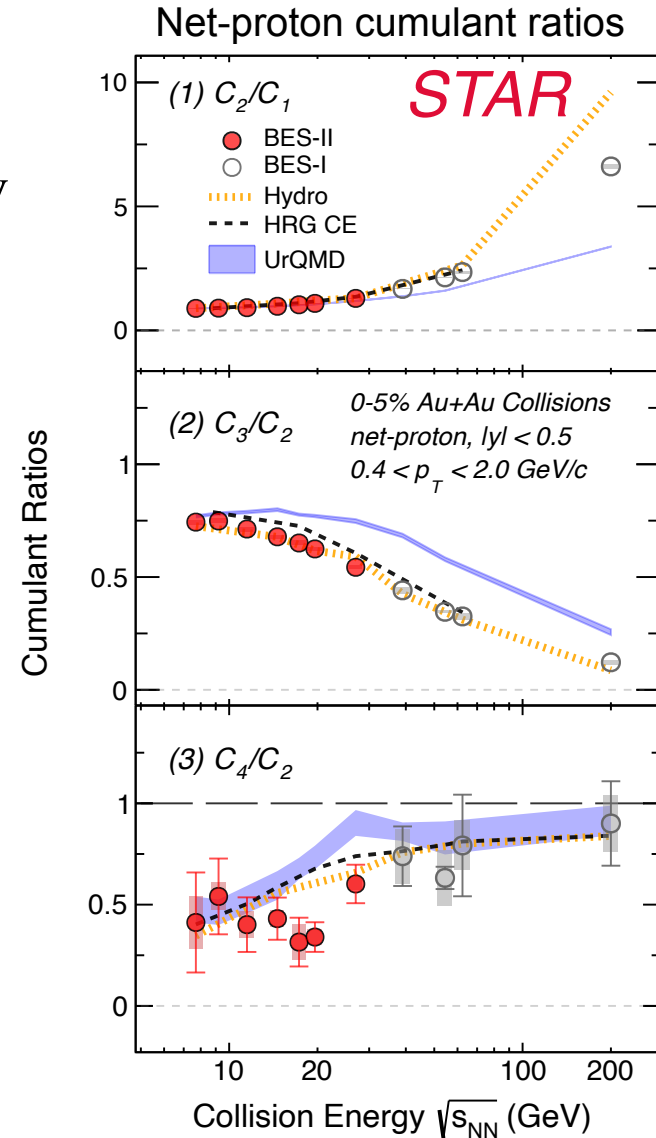 Net-proton cumulant ratios
y
(1) C₂/C₁
STAR
BES-II
BES-I
Hydro
HRG CE
UrQMD
10
5
0
(2) C₃/C₂
0-5% Au+Au Collisions
net-proton, |y| < 0.5
0.4 < p_T < 2.0 GeV/c
1
0.5
0
Cumulant Ratios
(3) C₄/C₂
1
0.5
0
10 20 100 200
Collision Energy √s_NN (GeV)